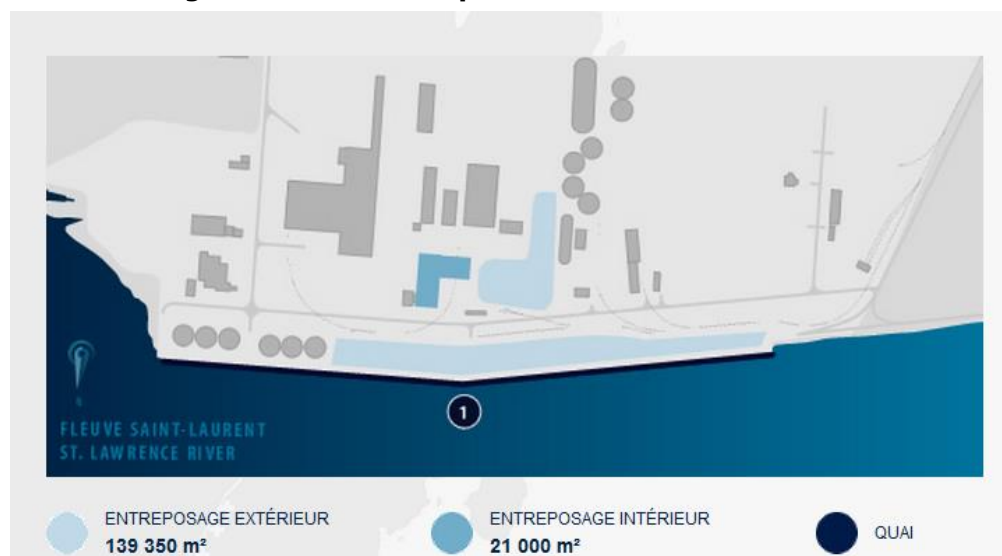 1
FLEUVE SAINT-LAURENT
ST. LAWRENCE RIVER
ENTREPOSAGE EXTÉRIEUR
139 350 m²
ENTREPOSAGE INTÉRIEUR
21 000 m²
QUAI